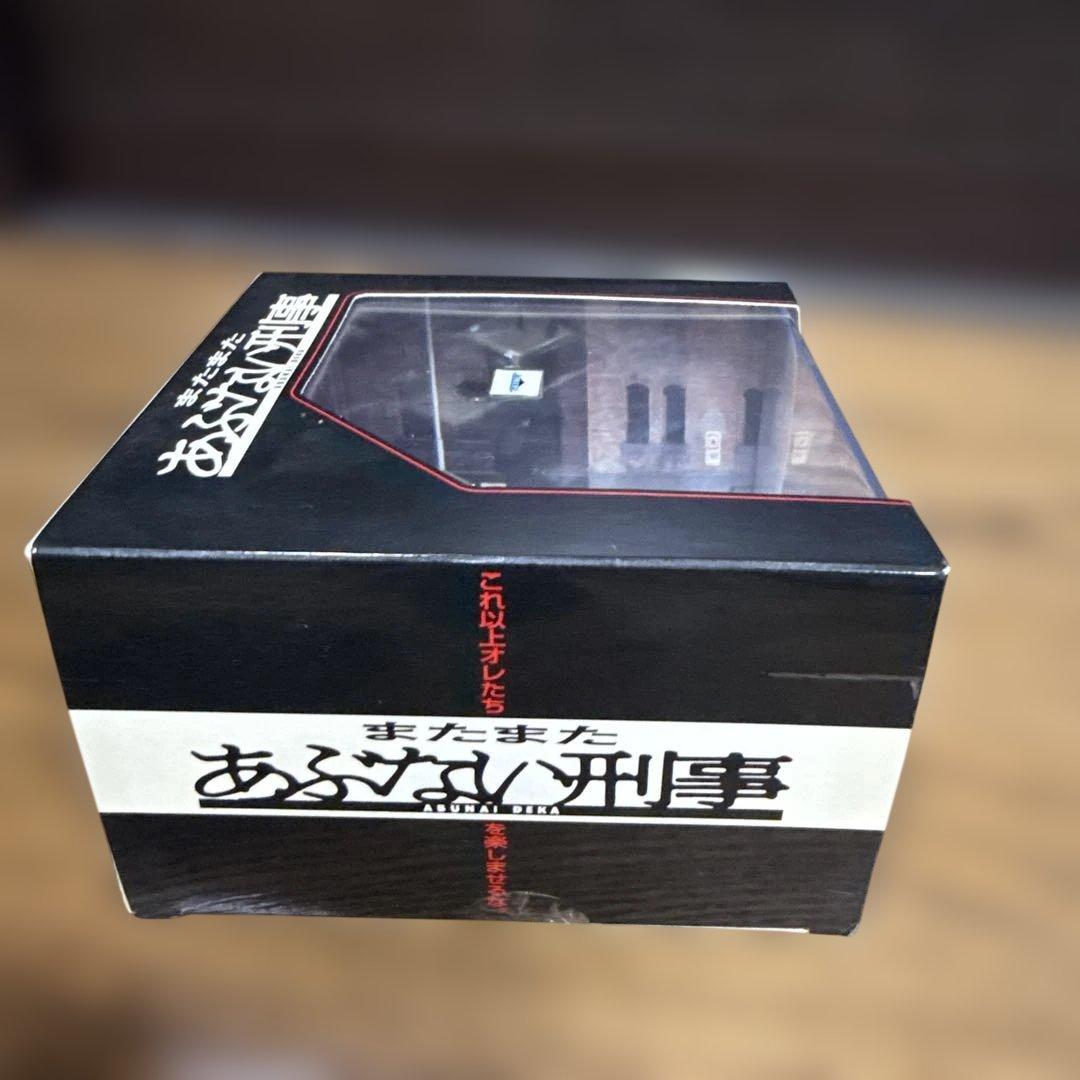 またまた
あぶない刑事
これ以上オレたち
またまた
あぶない刑事
ABUNAI DEKA
を楽しませるな。